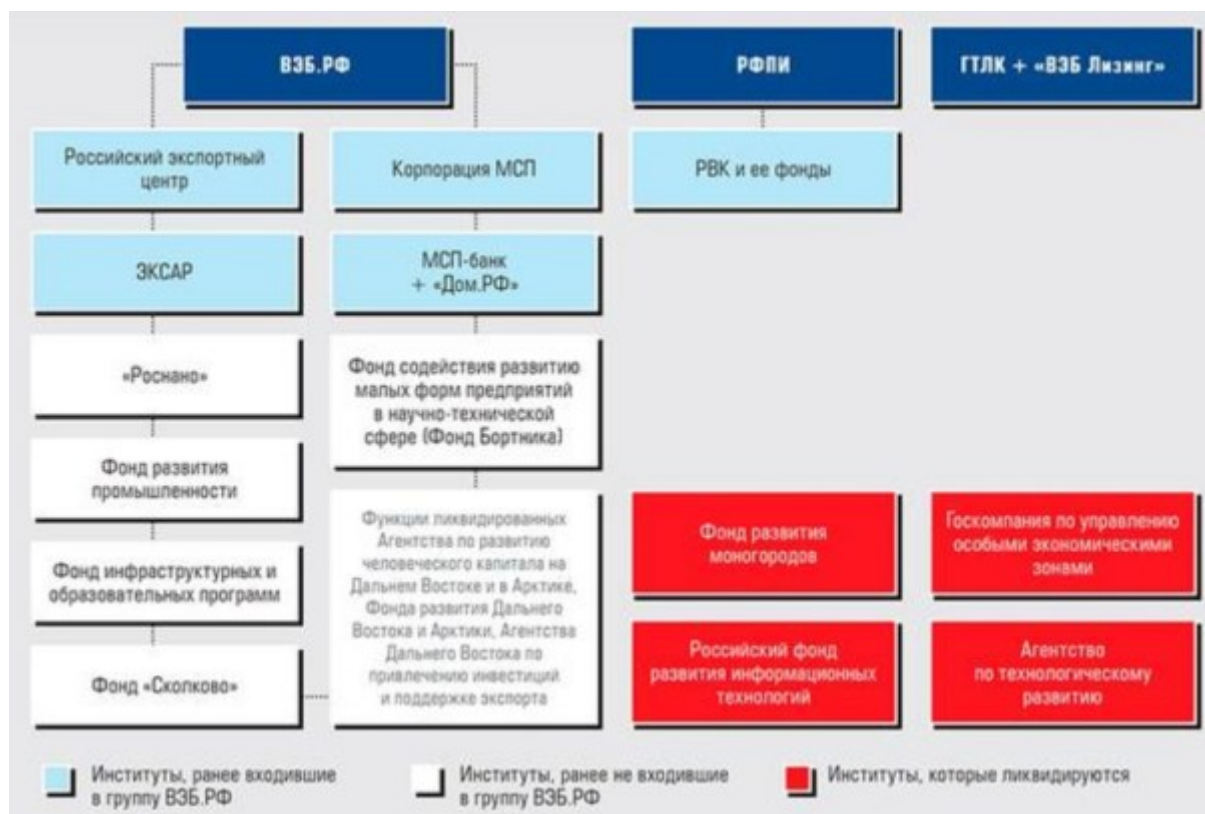 ВЭБ.РФ
РФПИ
ГТЛК + «ВЭБ Лизинг»
Российский экспортный
центр
Корпорация МСП
РВК и ее фонды
ЭКСАР
МСП-банк
+ «Дом.РФ»
«Роснано»
Фонд содействия развитию
малых форм предприятий
в научно-технической
сфере (Фонд Бортника)
Фонд развития
промышленности
Фонд инфраструктурных и
образовательных программ
Фонд «Сколково»
Функции ликвидированных
Агентства по развитию
человеческого капитала на
Дальнем Востоке и в Арктике,
Фонда развития Дальнего
Востока и Арктики, Агентства
Дальнего Востока по
привлечению инвестиций
и поддержке экспорта
Фонд развития
моногородов
Госкомпания по управлению
особыми экономическими
зонами
Российский фонд
развития информационных
технологий
Агентство
по технологическому
развитию
Институты, ранее входившие
в группу ВЭБ.РФ
Институты, ранее не входившие
в группу ВЭБ.РФ
Институты, которые ликвидируются